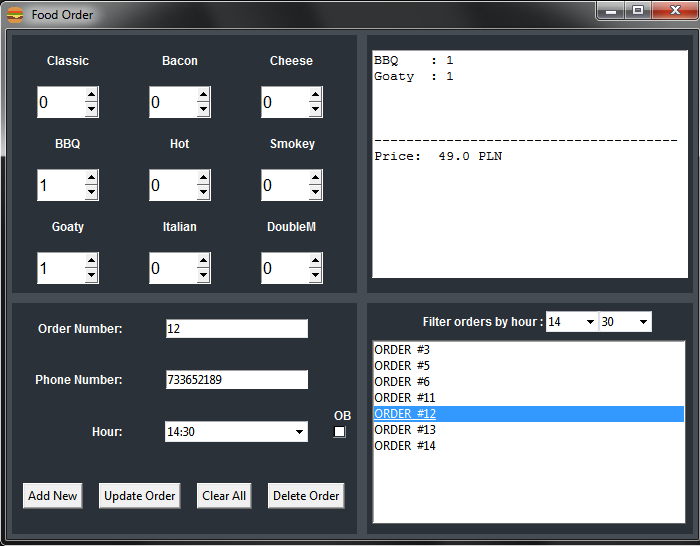 Food Order
Classic Bacon Cheese
0 0 0
BBQ Hot Smokey
1 0 0
Goaty Italian DoubleM
1 0 0
BBQ    : 1
Goaty  : 1
--------------------------------------
Price:  49.0 PLN
Order Number: 12
Phone Number: 733652189
OB
Hour: 14:30
Add New Update Order Clear All Delete Order
Filter orders by hour : 14 30
ORDER #3
ORDER #5
ORDER #6
ORDER #11
ORDER #12
ORDER #13
ORDER #14